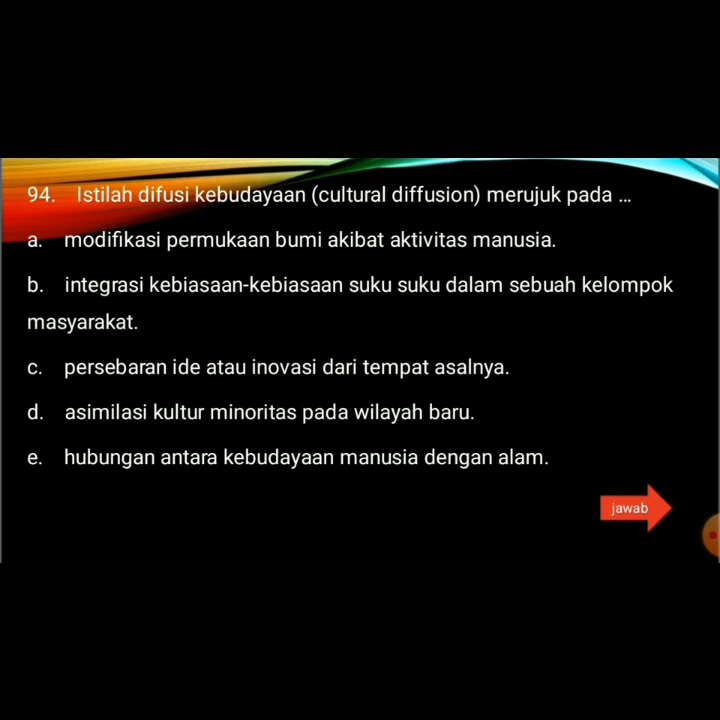 94. Istilah difusi kebudayaan (cultural diffusion) merujuk pada ...
a. modifikasi permukaan bumi akibat aktivitas manusia.
b. integrasi kebiasaan-kebiasaan suku suku dalam sebuah kelompok
masyarakat.
c. persebaran ide atau inovasi dari tempat asalnya.
d. asimilasi kultur minoritas pada wilayah baru.
e. hubungan antara kebudayaan manusia dengan alam.
jawab